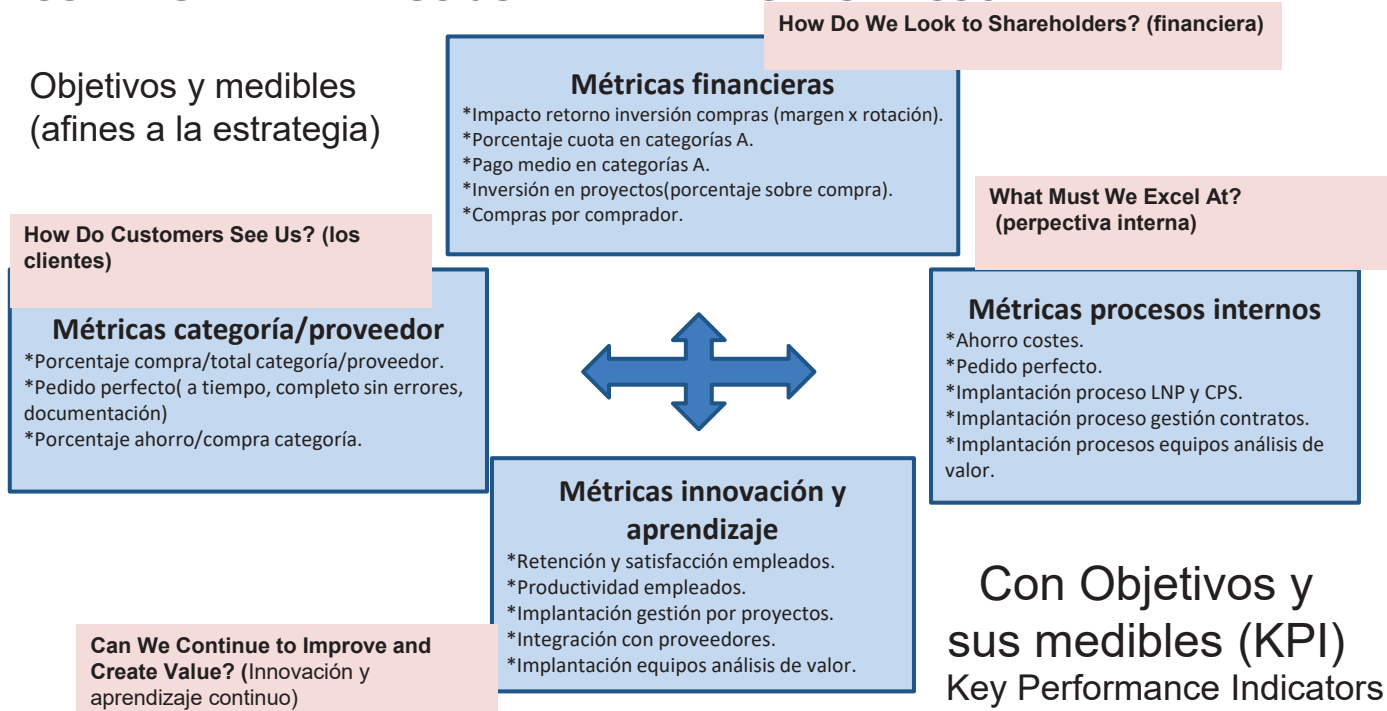 How Do We Look to Shareholders? (financiera)
Objetivos y medibles
(afines a la estrategia)
Métricas financieras
*Impacto retorno inversión compras (margen x rotación).
*Porcentaje cuota en categorías A.
*Pago medio en categorías A.
*Inversión en proyectos(porcentaje sobre compra).
*Compras por comprador.
How Do Customers See Us? (los
clientes)
Métricas categoría/proveedor
*Porcentaje compra/total categoría/proveedor.
*Pedido perfecto( a tiempo, completo sin errores,
documentación)
*Porcentaje ahorro/compra categoría.
What Must We Excel At?
(perpectiva interna)
Métricas procesos internos
*Ahorro costes.
*Pedido perfecto.
*Implantación proceso LNP y CPS.
*Implantación proceso gestión contratos.
*Implantación procesos equipos análisis de
valor.
Métricas innovación y
aprendizaje
*Retención y satisfacción empleados.
*Productividad empleados.
*Implantación gestión por proyectos.
*Integración con proveedores.
*Implantación equipos análisis de valor.
Can We Continue to Improve and
Create Value? (Innovación y
aprendizaje continuo)
Con Objetivos y
sus medibles (KPI)
Key Performance Indicators